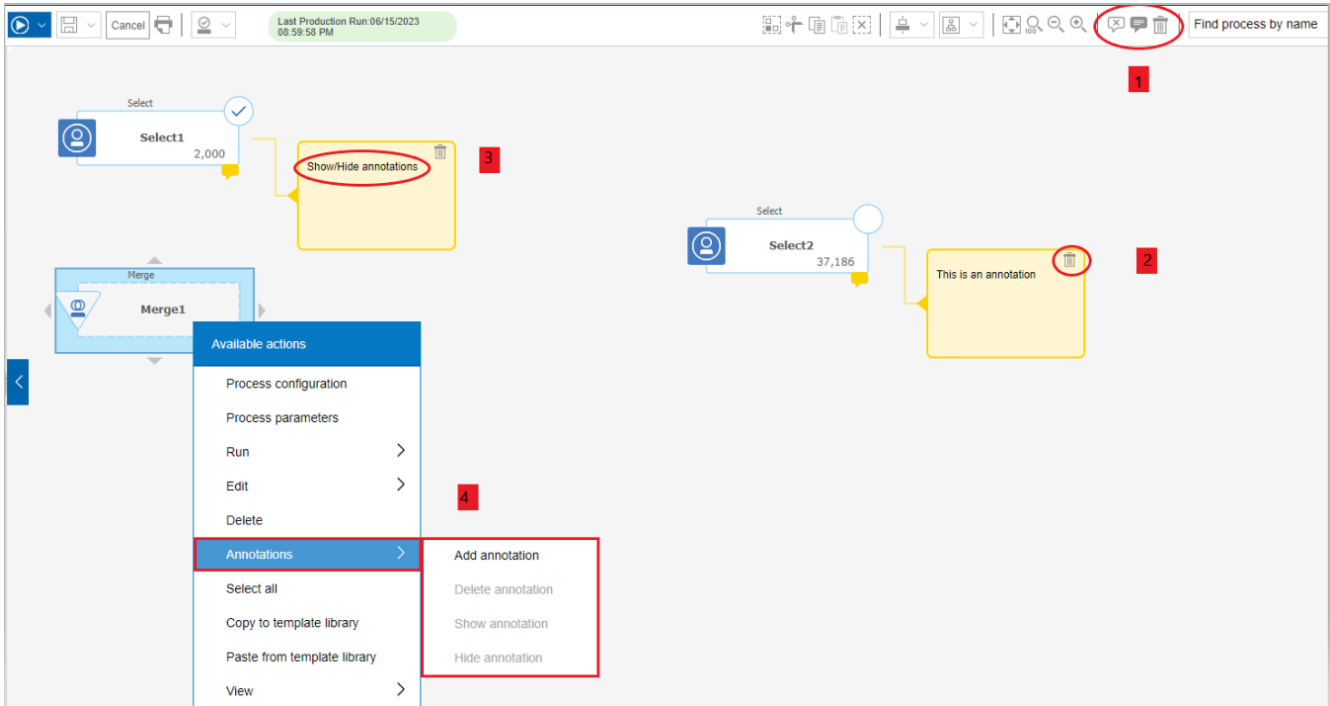 Cancel
Last Production Run:06/15/2023
08:59:58 PM
100
Find process by name
1
Select
Select1
2,000
Show/Hide annotations
3
Select
Select2
37,186
This is an annotation
2
Merge
Merge1
Available actions
Process configuration
Process parameters
Run
Edit
Delete
4
Annotations
Add annotation
Select all
Delete annotation
Copy to template library
Show annotation
Paste from template library
Hide annotation
View